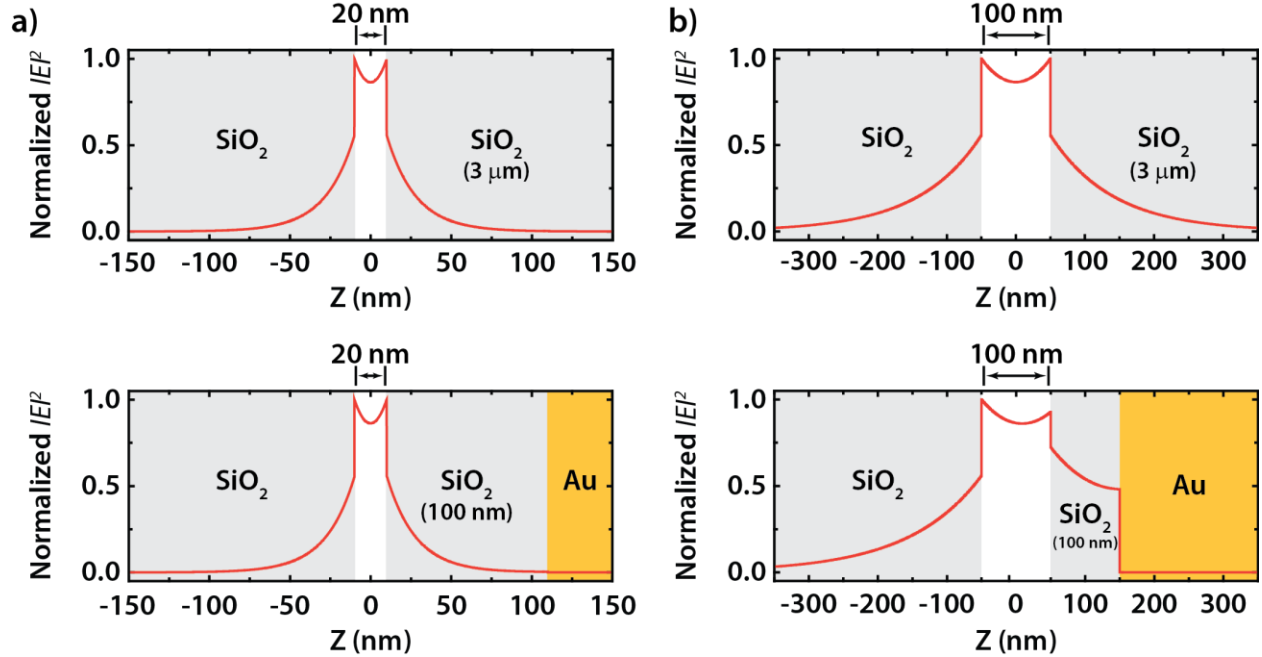 a)
20 nm
Normalized |E|²
1.0
0.5
0.0
SiO₂
SiO₂
(3 μm)
-150 -100 -50 0 50 100 150
Z (nm)
b)
100 nm
Normalized |E|²
1.0
0.5
0.0
SiO₂
SiO₂
(3 μm)
-300 -200 -100 0 100 200 300
Z (nm)
20 nm
Normalized |E|²
1.0
0.5
0.0
SiO₂
SiO₂
(100 nm)
Au
-150 -100 -50 0 50 100 150
Z (nm)
100 nm
Normalized |E|²
1.0
0.5
0.0
SiO₂
SiO₂
(100 nm)
Au
-300 -200 -100 0 100 200 300
Z (nm)